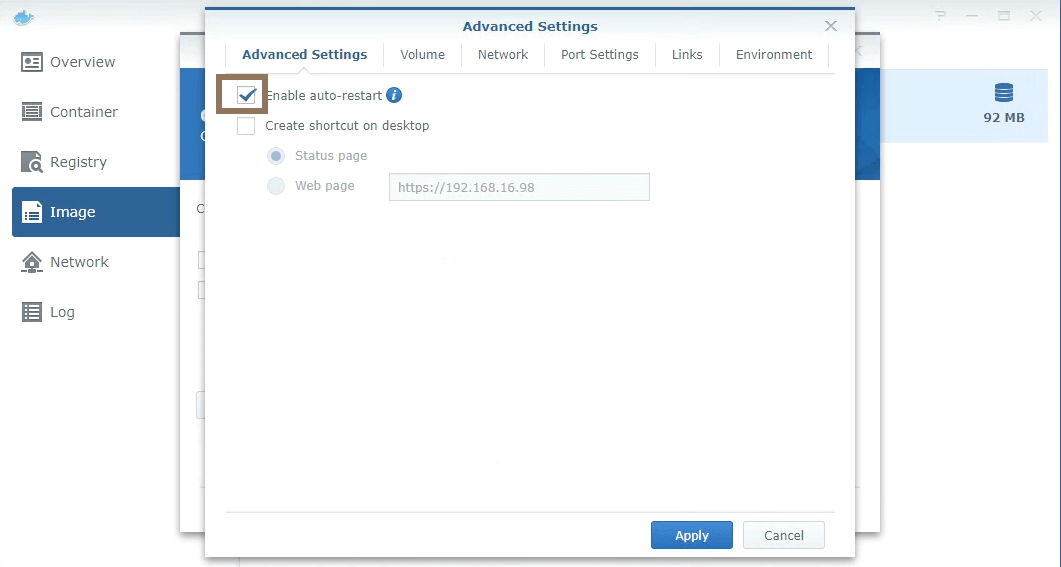 Advanced Settings
Advanced Settings Volume Network Port Settings Links Environment
Overview
Container
Registry
Image
Network
Log
Enable auto-restart
Create shortcut on desktop
Status page
Web page https://192.168.16.98
92 MB
Apply Cancel